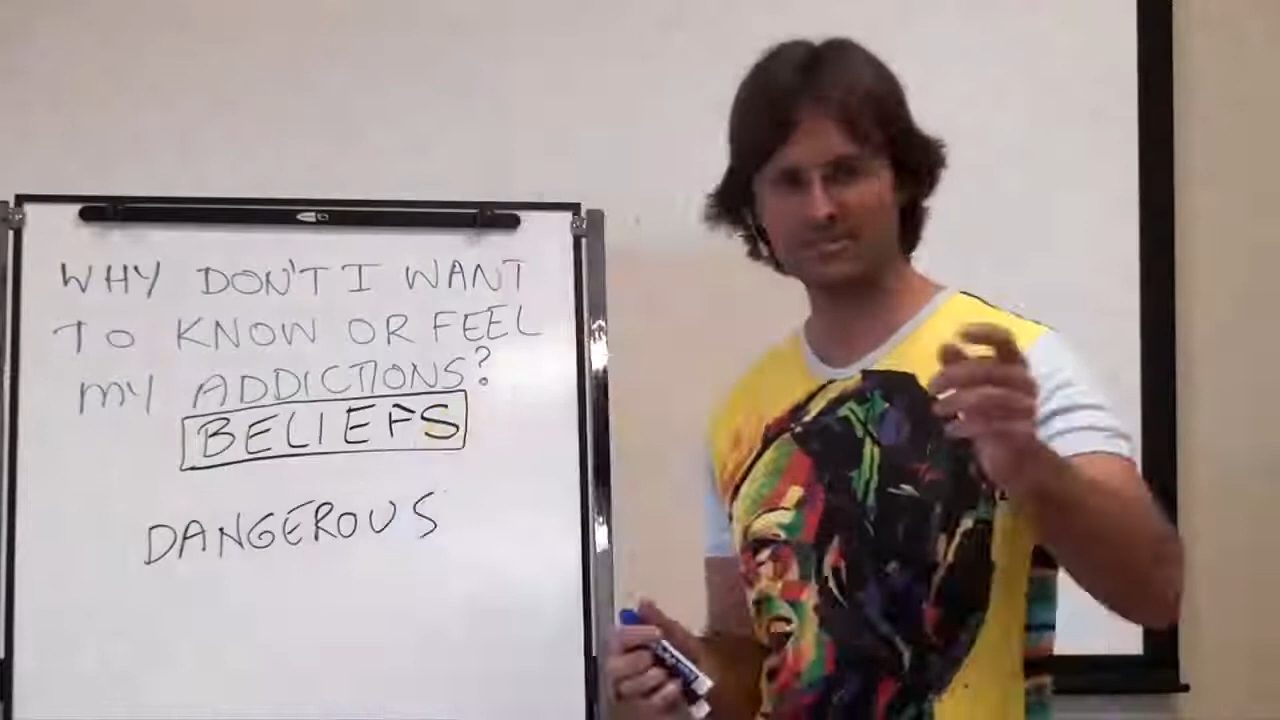 WHY DON'T I WANT
TO KNOW OR FEEL
MY ADDICTIONS?
BELIEFS
DANGEROUS